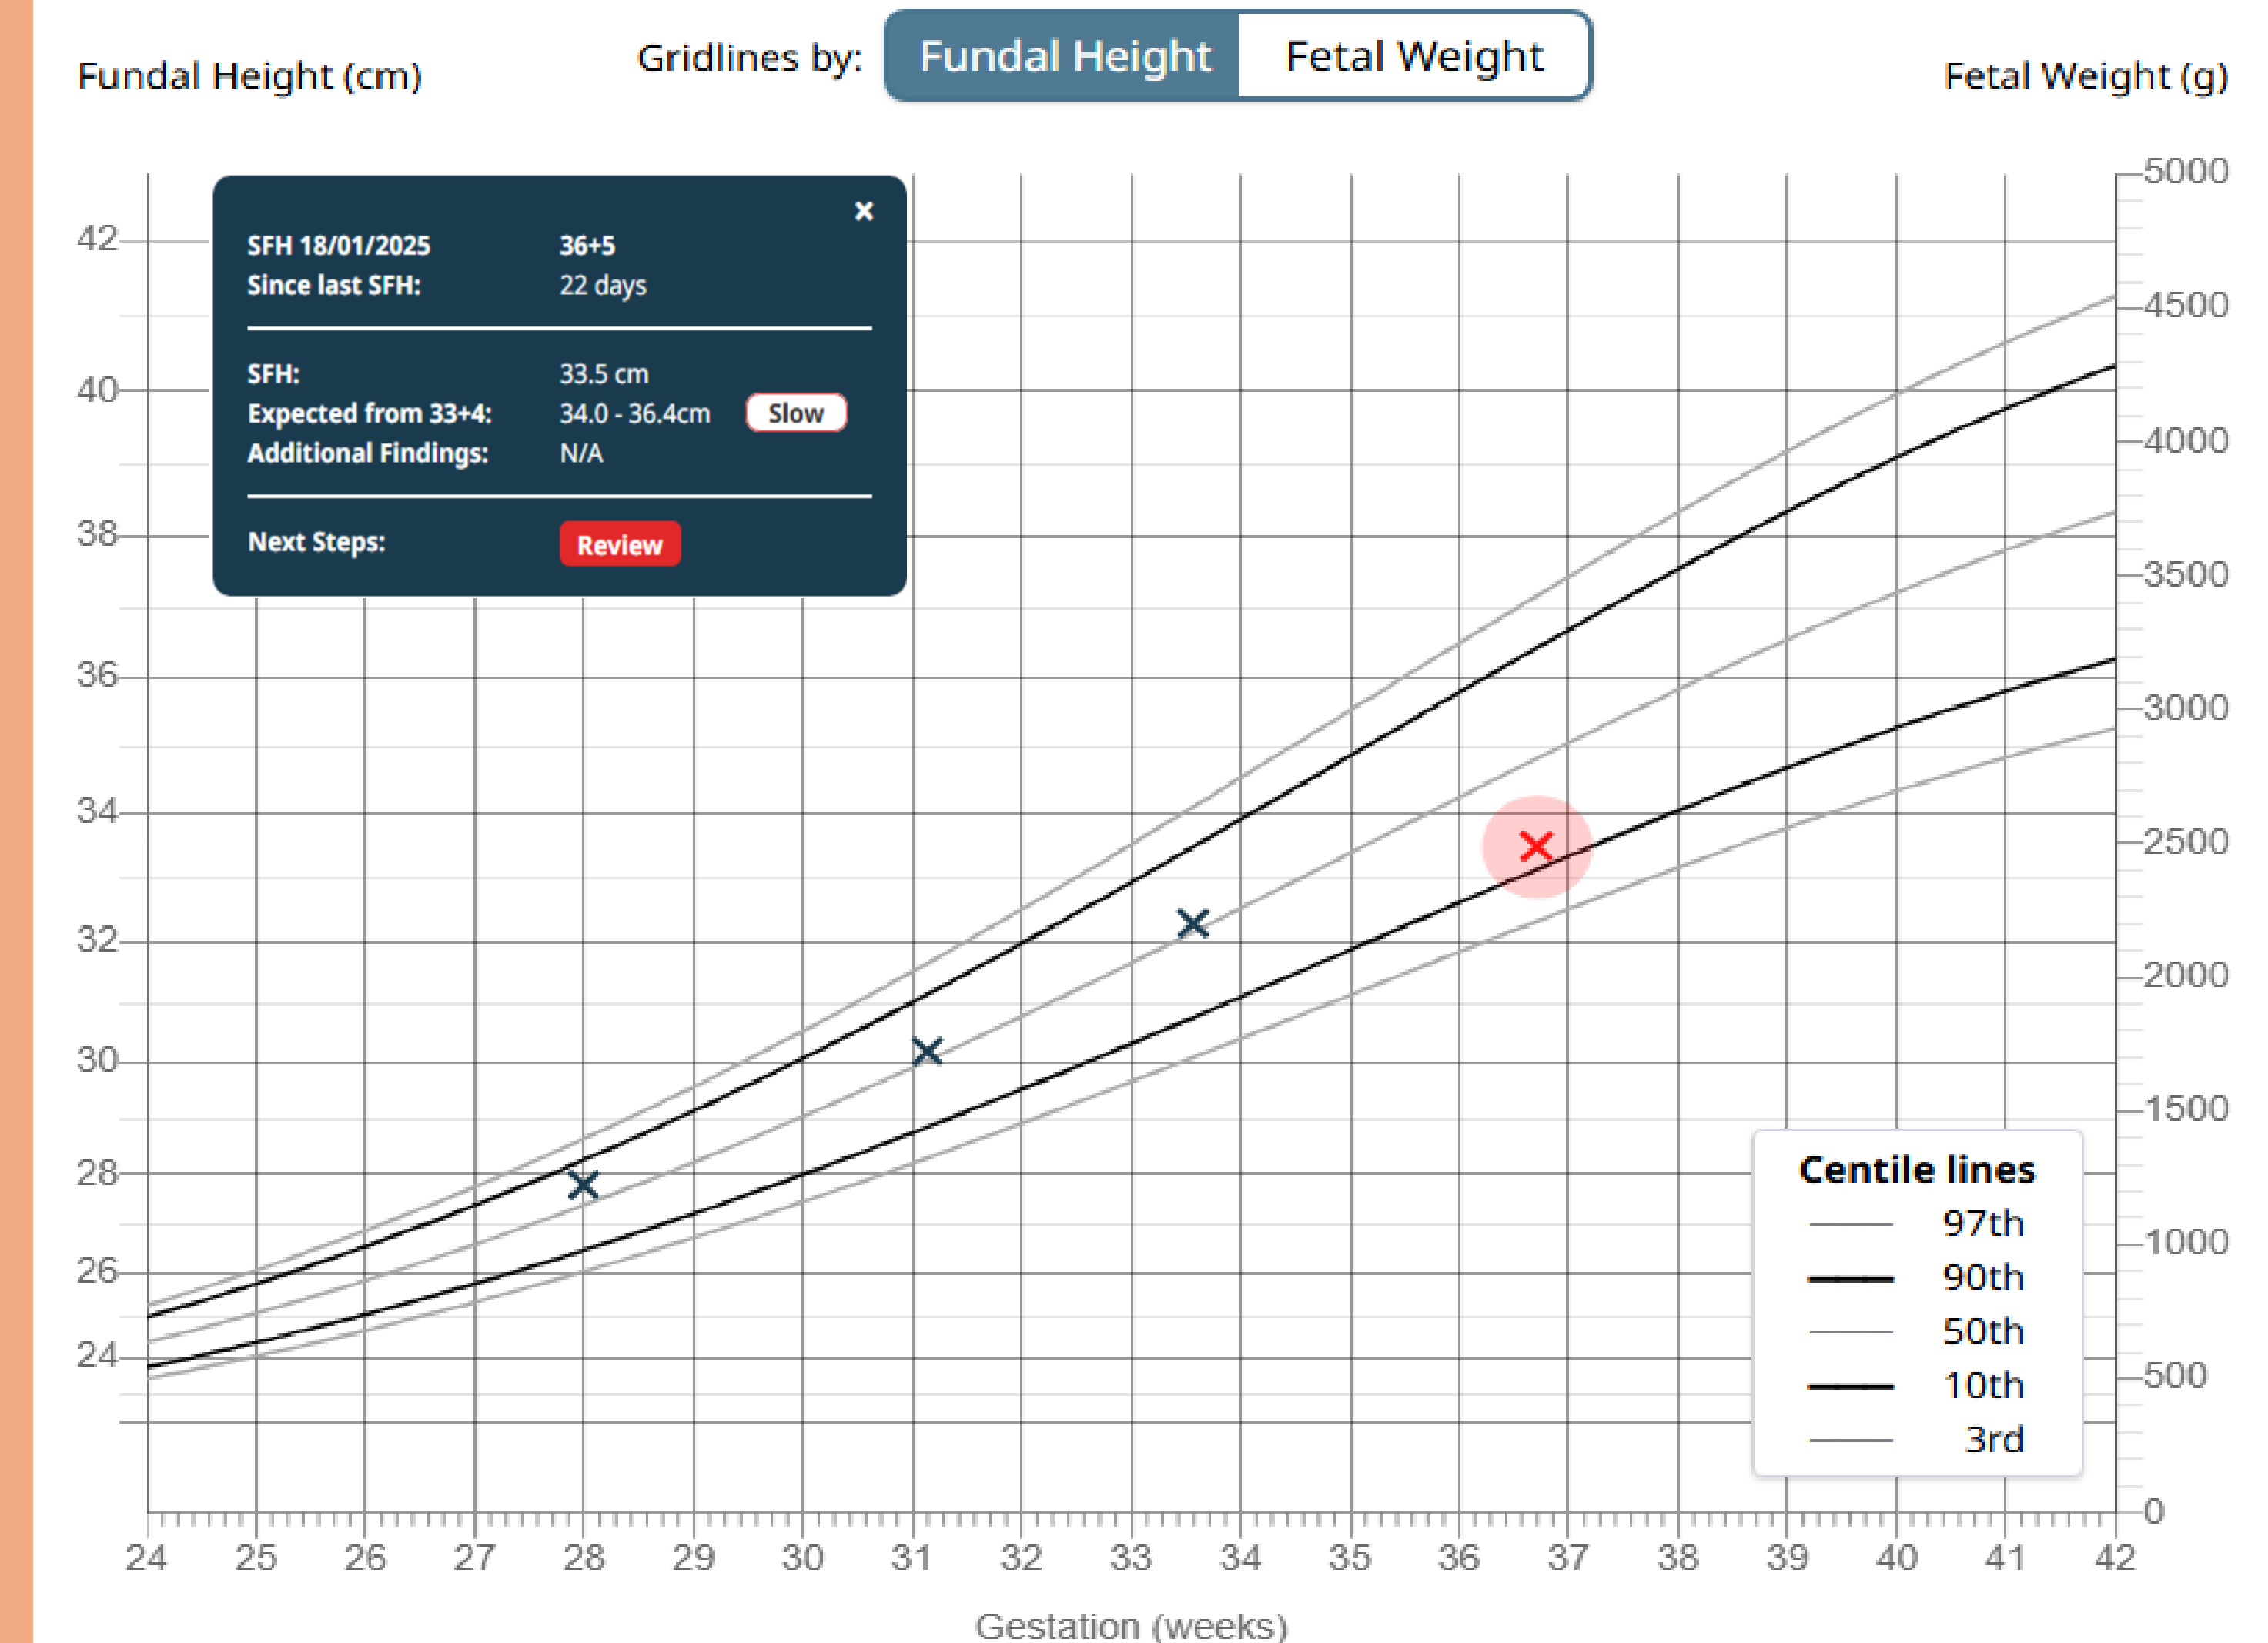 Gridlines by: Fundal Height Fetal Weight
Fundal Height (cm)
Fetal Weight (g)
SFH 18/01/2025 36+5
Since last SFH: 22 days
SFH: 33.5 cm
Expected from 33+4: 34.0 - 36.4cm Slow
Additional Findings: N/A
Next Steps: Review
42
40
38
36
34
32
30
28
26
24
5000
4500
4000
3500
3000
2500
2000
1500
1000
500
0
Centile lines
97th
90th
50th
10th
3rd
24 25 26 27 28 29 30 31 32 33 34 35 36 37 38 39 40 41 42
Gestation (weeks)